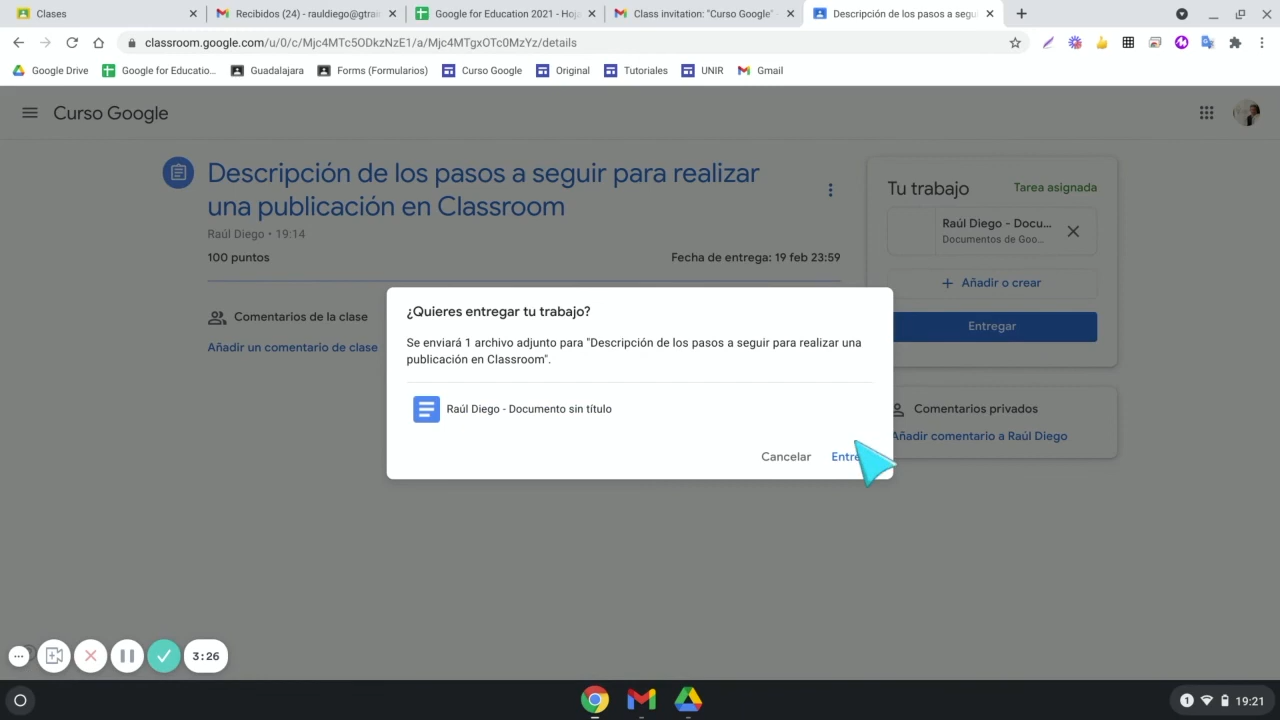 Clases
Recibidos (24) - rauldiego@gtrai
Google for Education 2021 - Hoja
Class invitation: "Curso Google" -
Descripción de los pasos a segu
classroom.google.com/u/0/c/Mjc4MTc5ODkzNzE1/a/Mjc4MTgxOTc0MzYz/details
Google Drive
Google for Educatio...
Guadalajara
Forms (Formularios)
Curso Google
Original
Tutoriales
UNIR
Gmail
Curso Google
Descripción de los pasos a seguir para realizar
una publicación en Classroom
Raúl Diego • 19:14
100 puntos
Fecha de entrega: 19 feb 23:59
Comentarios de la clase
Añadir un comentario de clase
Tu trabajo
Tarea asignada
Raúl Diego - Docu...
Documentos de Goo...
Añadir o crear
Entregar
Comentarios privados
Añadir comentario a Raúl Diego
¿Quieres entregar tu trabajo?
Se enviará 1 archivo adjunto para "Descripción de los pasos a seguir para realizar una
publicación en Classroom".
Raúl Diego - Documento sin título
Cancelar
Entre
3:26
1
19:21